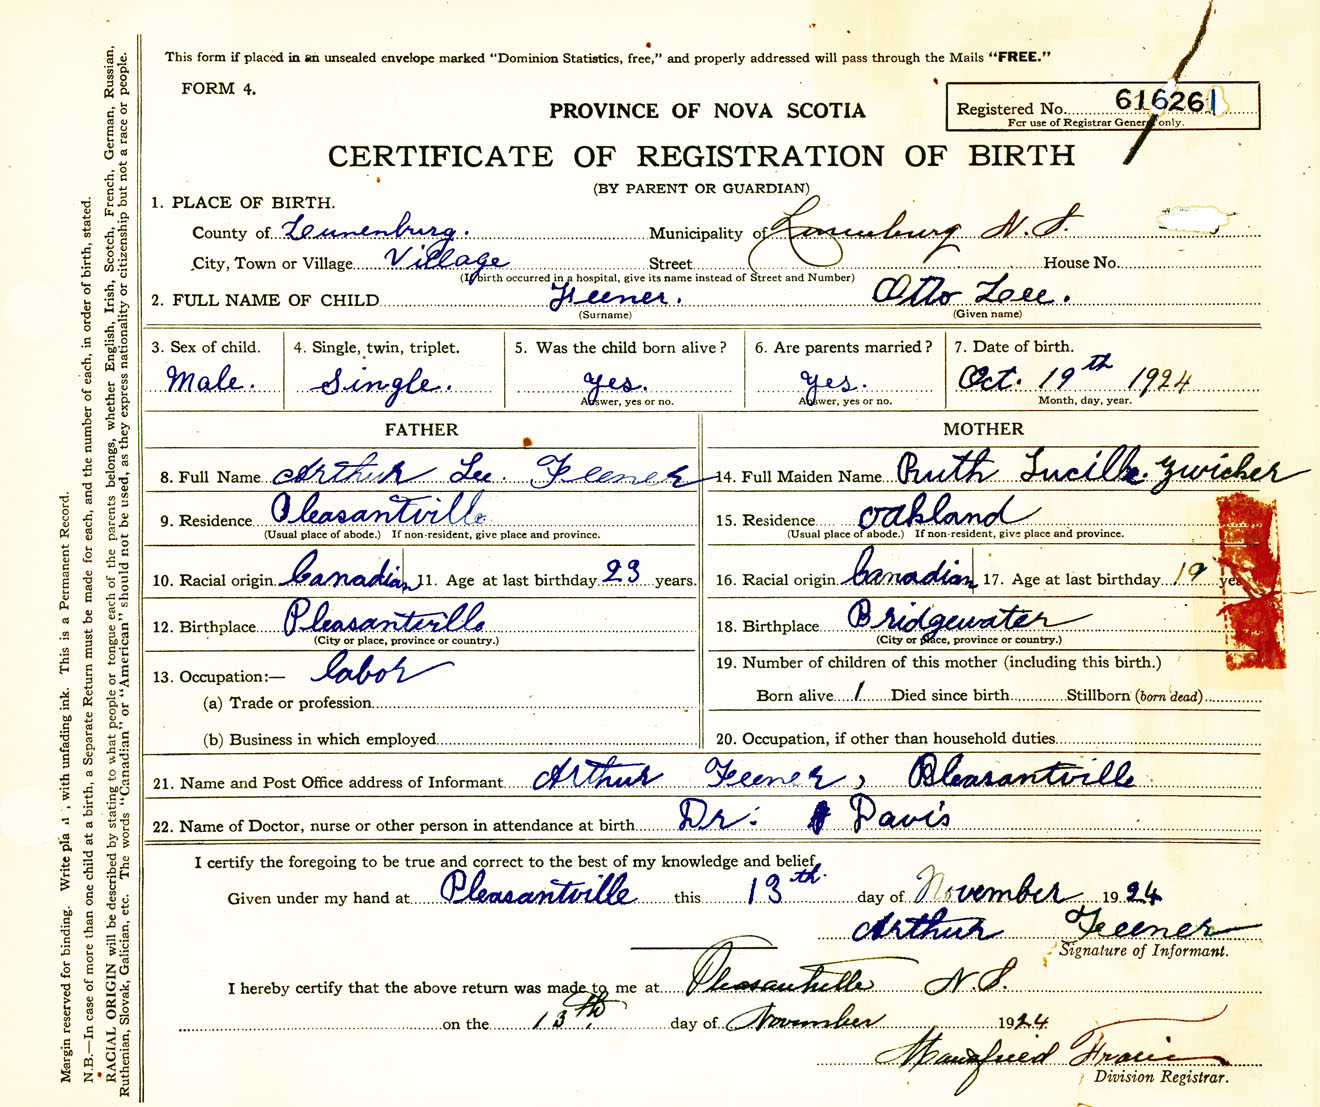 This form if placed in an unsealed envelope marked "Dominion Statistics, free," and properly addressed will pass through the Mails "FREE."
FORM 4.
Registered No. 616261
For use of Registrar General only.
PROVINCE OF NOVA SCOTIA
CERTIFICATE OF REGISTRATION OF BIRTH
(BY PARENT OR GUARDIAN)
1. PLACE OF BIRTH.
County of Lunenburg. Municipality of Lunenburg N. S.
City, Town or Village Village Street House No.
(If birth occurred in a hospital, give its name instead of Street and Number)
2. FULL NAME OF CHILD Feener. Otto Lee.
(Surname) (Given name)
3. Sex of child. 4. Single, twin, triplet. 5. Was the child born alive? 6. Are parents married? 7. Date of birth.
Male. Single. Yes. Yes. Oct. 19th 1924
Answer, yes or no. Answer, yes or no. Month, day, year.
FATHER MOTHER
8. Full Name Arthur Lee. Feener 14. Full Maiden Name Ruth Lucille. Zwicker
9. Residence Pleasantville 15. Residence Oakland
(Usual place of abode.) If non-resident, give place and province. (Usual place of abode.) If non-resident, give place and province.
10. Racial origin Canadian 11. Age at last birthday 23 years. 16. Racial origin Canadian 17. Age at last birthday 19 yea
12. Birthplace Pleasantville 18. Birthplace Bridgewater
(City or place, province or country.) (City or place, province or country.)
13. Occupation:— labor 19. Number of children of this mother (including this birth.)
(a) Trade or profession Born alive 1 Died since birth Stillborn (born dead)
(b) Business in which employed 20. Occupation, if other than household duties
21. Name and Post Office address of Informant Arthur Feener, Pleasantville
22. Name of Doctor, nurse or other person in attendance at birth Dr. Davis
I certify the foregoing to be true and correct to the best of my knowledge and belief.
Given under my hand at Pleasantville this 13th. day of November 1924
Arthur Feener
Signature of Informant.
I hereby certify that the above return was made to me at Pleasantville N. S.
on the 13th. day of November 1924
Division Registrar.
Margin reserved for binding. Write pla , with unfading ink. This is a Permanent Record.
N.B.—In case of more than one child at a birth, a Separate Return must be made for each, and the number of each, in order of birth, stated.
RACIAL ORIGIN will be described by stating to what people or tongue each of the parents belongs, whether English, Irish, Scotch, French, German, Russian,
Ruthenian, Slovak, Galician, etc. The words "Canadian" or "American" should not be used, as they express nationality or citizenship but not a race or people.